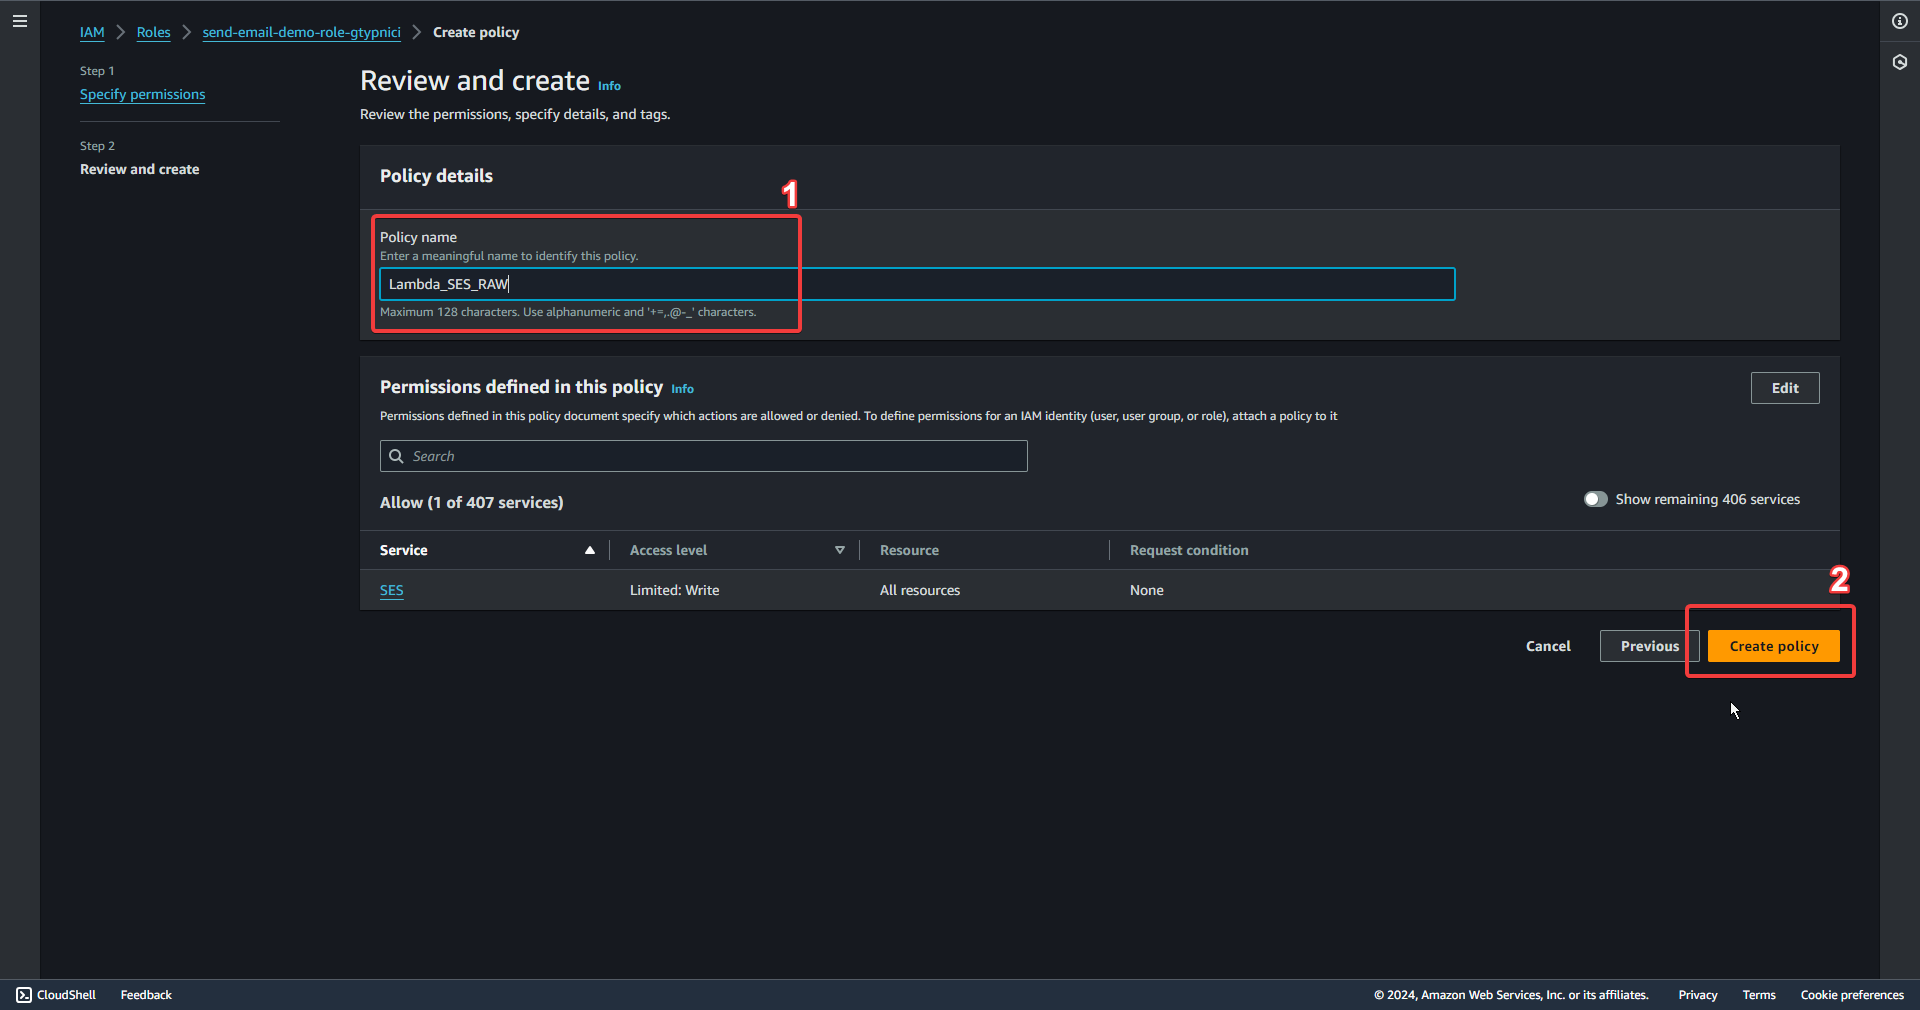 IAM > Roles > send-email-demo-role-gtypnici > Create policy
Step 1
Specify permissions
Step 2
Review and create
Review and create Info
Review the permissions, specify details, and tags.
Policy details
1
Policy name
Enter a meaningful name to identify this policy.
Lambda_SES_RAW
Maximum 128 characters. Use alphanumeric and '+=,.@-_' characters.
Permissions defined in this policy Info
Edit
Permissions defined in this policy document specify which actions are allowed or denied. To define permissions for an IAM identity (user, user group, or role), attach a policy to it
Search
Allow (1 of 407 services)
Show remaining 406 services
Service Access level Resource Request condition
SES Limited: Write All resources None
2
Cancel Previous Create policy
CloudShell Feedback © 2024, Amazon Web Services, Inc. or its affiliates. Privacy Terms Cookie preferences